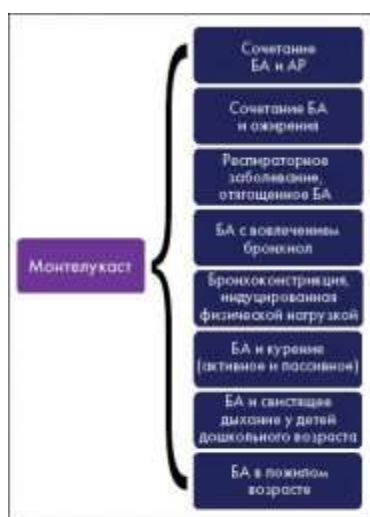 Монтелукаст
Сочетание
БА и АР
Сочетание БА
и ожирения
Респираторное
заболевание,
отягощенное БА
БА с вовлечением
бронхиол
Бронхоконстрикция,
индуцированная
физической нагрузкой
БА и курение
(активное и пассивное)
БА и свистящее
дыхание у детей
дошкольного возраста
БА в пожилом
возрасте